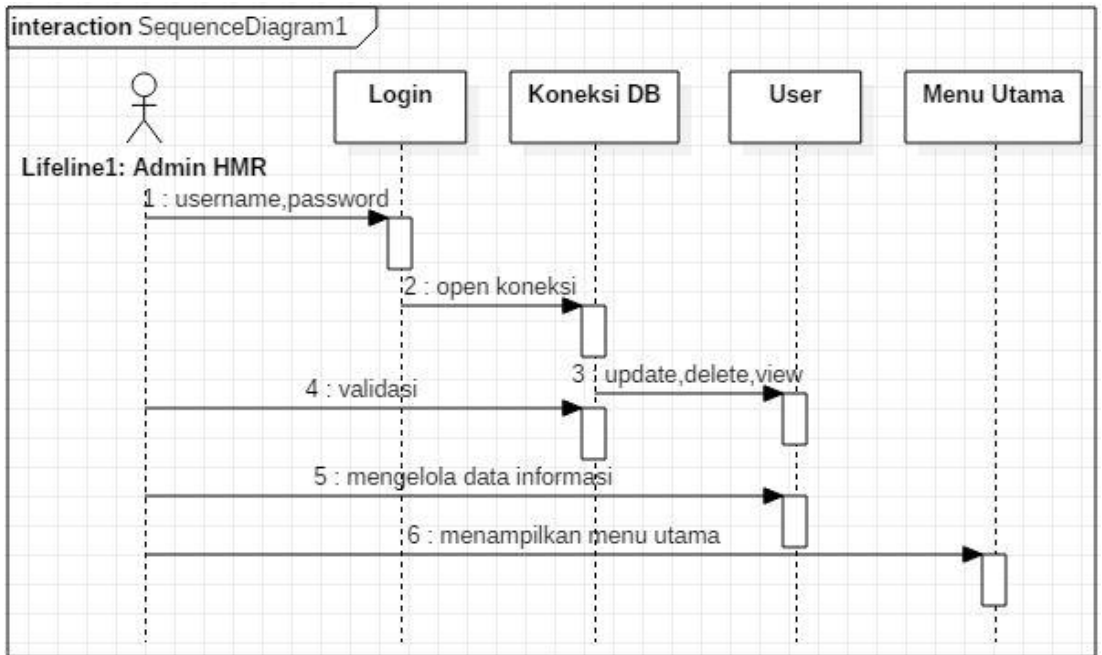 interaction SequenceDiagram1
Login
Koneksi DB
User
Menu Utama
Lifeline1: Admin HMR
1 : username,password
2 : open koneksi
3 : update,delete,view
4 : validasi
5 : mengelola data informasi
6 : menampilkan menu utama